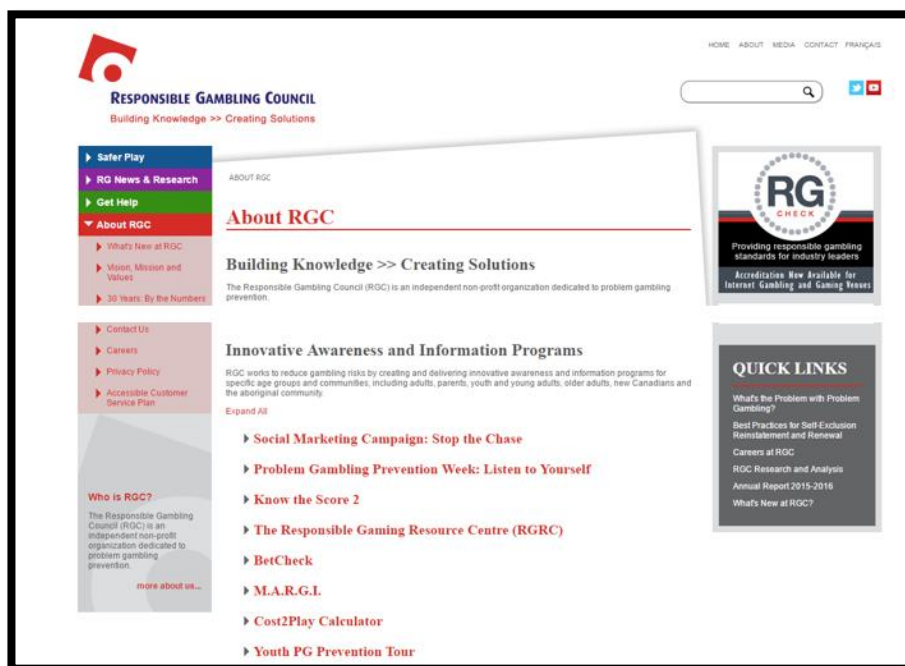 HOME ABOUT MEDIA CONTACT FRANÇAIS
RESPONSIBLE GAMBLING COUNCIL
Building Knowledge >> Creating Solutions
Safer Play
RG News & Research
Get Help
About RGC
What's New at RGC
Vision, Mission and
Values
30 Years: By the Numbers
Contact Us
Careers
Privacy Policy
Accessible Customer
Service Plan
Who is RGC?
The Responsible Gambling
Council (RGC) is an
independent non-profit
organization dedicated to
problem gambling
prevention.
more about us...
ABOUT RGC
About RGC
Building Knowledge >> Creating Solutions
The Responsible Gambling Council (RGC) is an independent non-profit organization dedicated to problem gambling
prevention.
Innovative Awareness and Information Programs
RGC works to reduce gambling risks by creating and delivering innovative awareness and information programs for
specific age groups and communities, including adults, parents, youth and young adults, older adults, new Canadians and
the aboriginal community.
Expand All
Social Marketing Campaign: Stop the Chase
Problem Gambling Prevention Week: Listen to Yourself
Know the Score 2
The Responsible Gaming Resource Centre (RGRC)
BetCheck
M.A.R.G.I.
Cost2Play Calculator
Youth PG Prevention Tour
RG
CHECK
Providing responsible gambling
standards for industry leaders
Accreditation Now Available for
Internet Gambling and Gaming Venues
QUICK LINKS
What's the Problem with Problem
Gambling?
Best Practices for Self-Exclusion
Reinstatement and Renewal
Careers at RGC
RGC Research and Analysis
Annual Report 2015-2016
What's New at RGC?